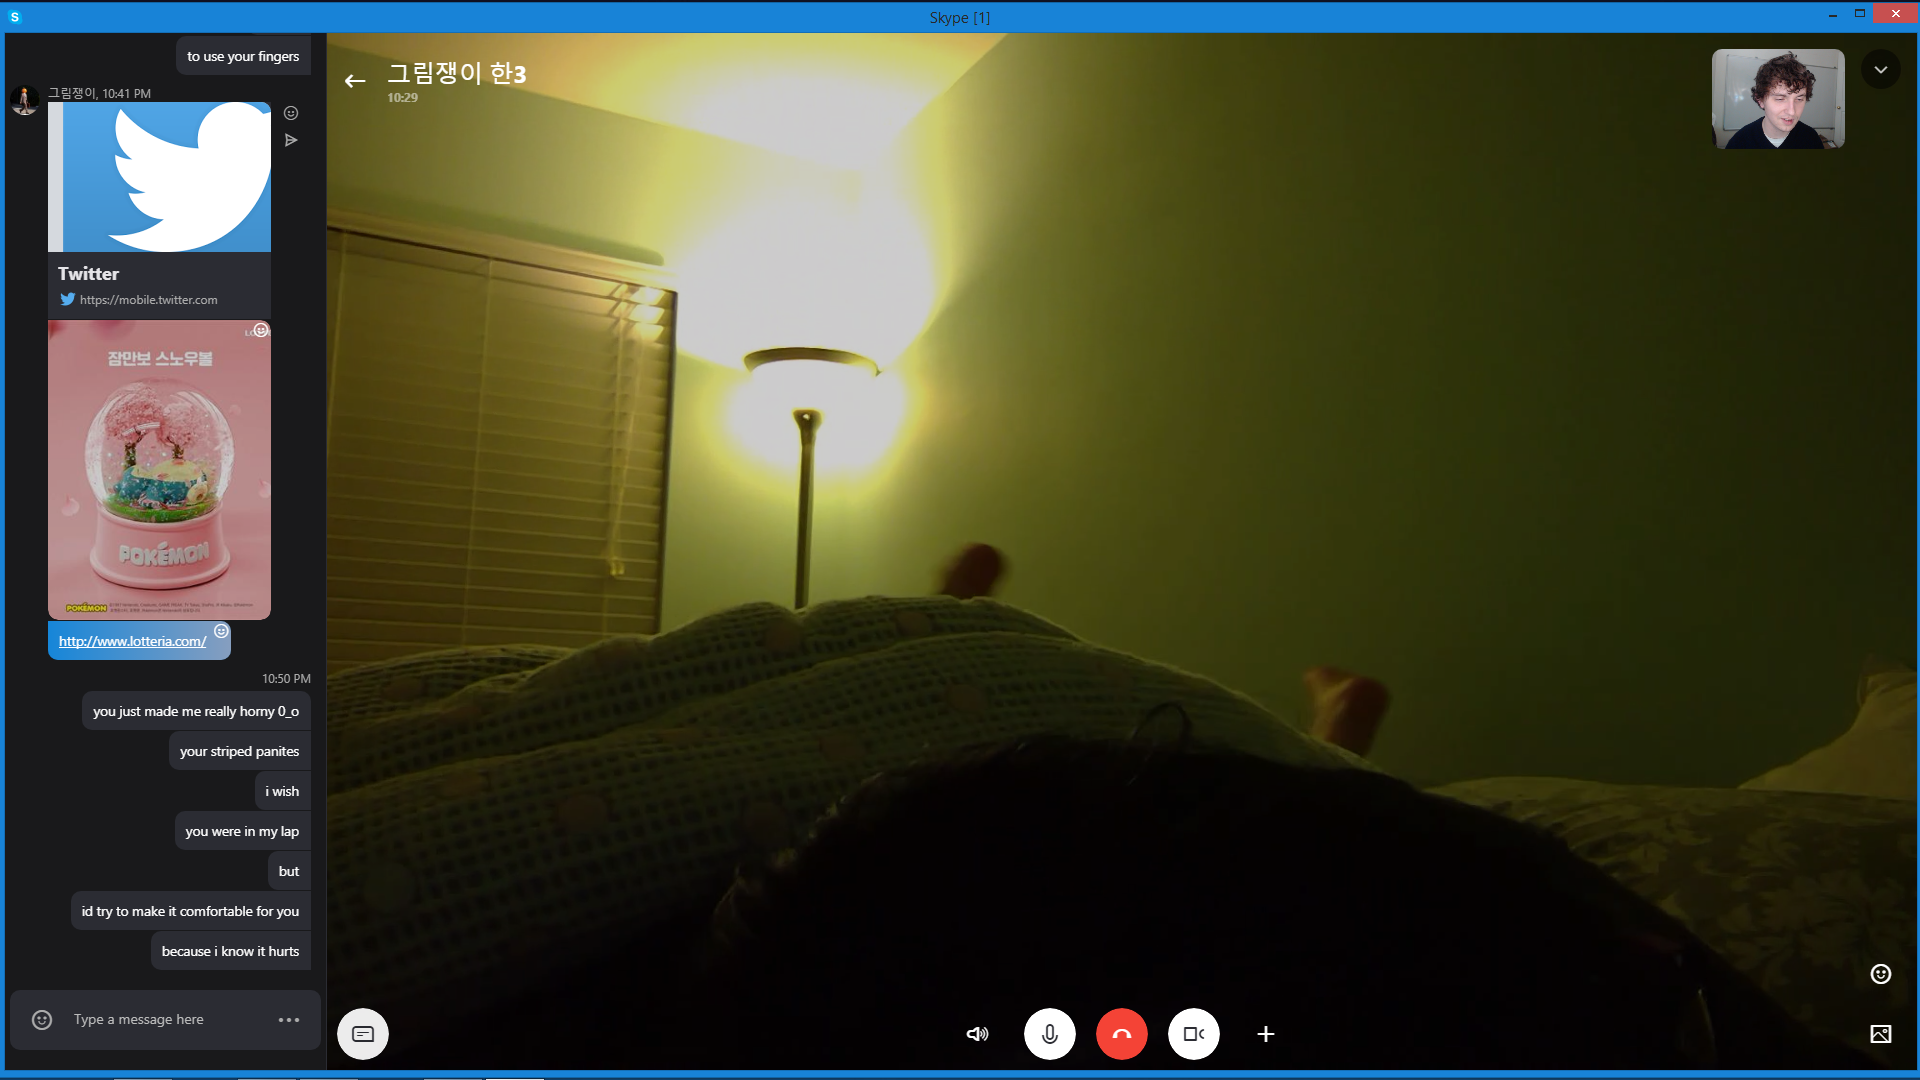 Skype [1]
to use your fingers
그림쟁이, 10:41 PM
Twitter
https://mobile.twitter.com
잠만보 스노우볼
POKÉMON
POKÉMON
http://www.lotteria.com/
10:50 PM
you just made me really horny 0_o
your striped panites
i wish
you were in my lap
but
id try to make it comfortable for you
because i know it hurts
Type a message here
그림쟁이 한3
10:29